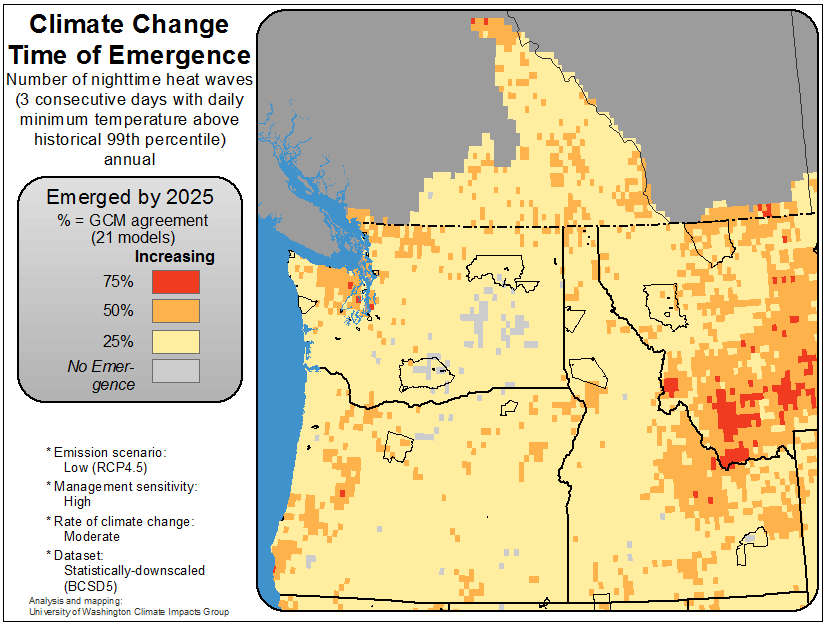 Climate Change
Time of Emergence
Number of nighttime heat waves
(3 consecutive days with daily
minimum temperature above
historical 99th percentile)
annual
Emerged by 2025
% = GCM agreement
(21 models)
Increasing
75%
50%
25%
No Emer-
gence
* Emission scenario:
Low (RCP4.5)
* Management sensitivity:
High
* Rate of climate change:
Moderate
* Dataset:
Statistically-downscaled
(BCSD5)
Analysis and mapping:
University of Washington Climate Impacts Group